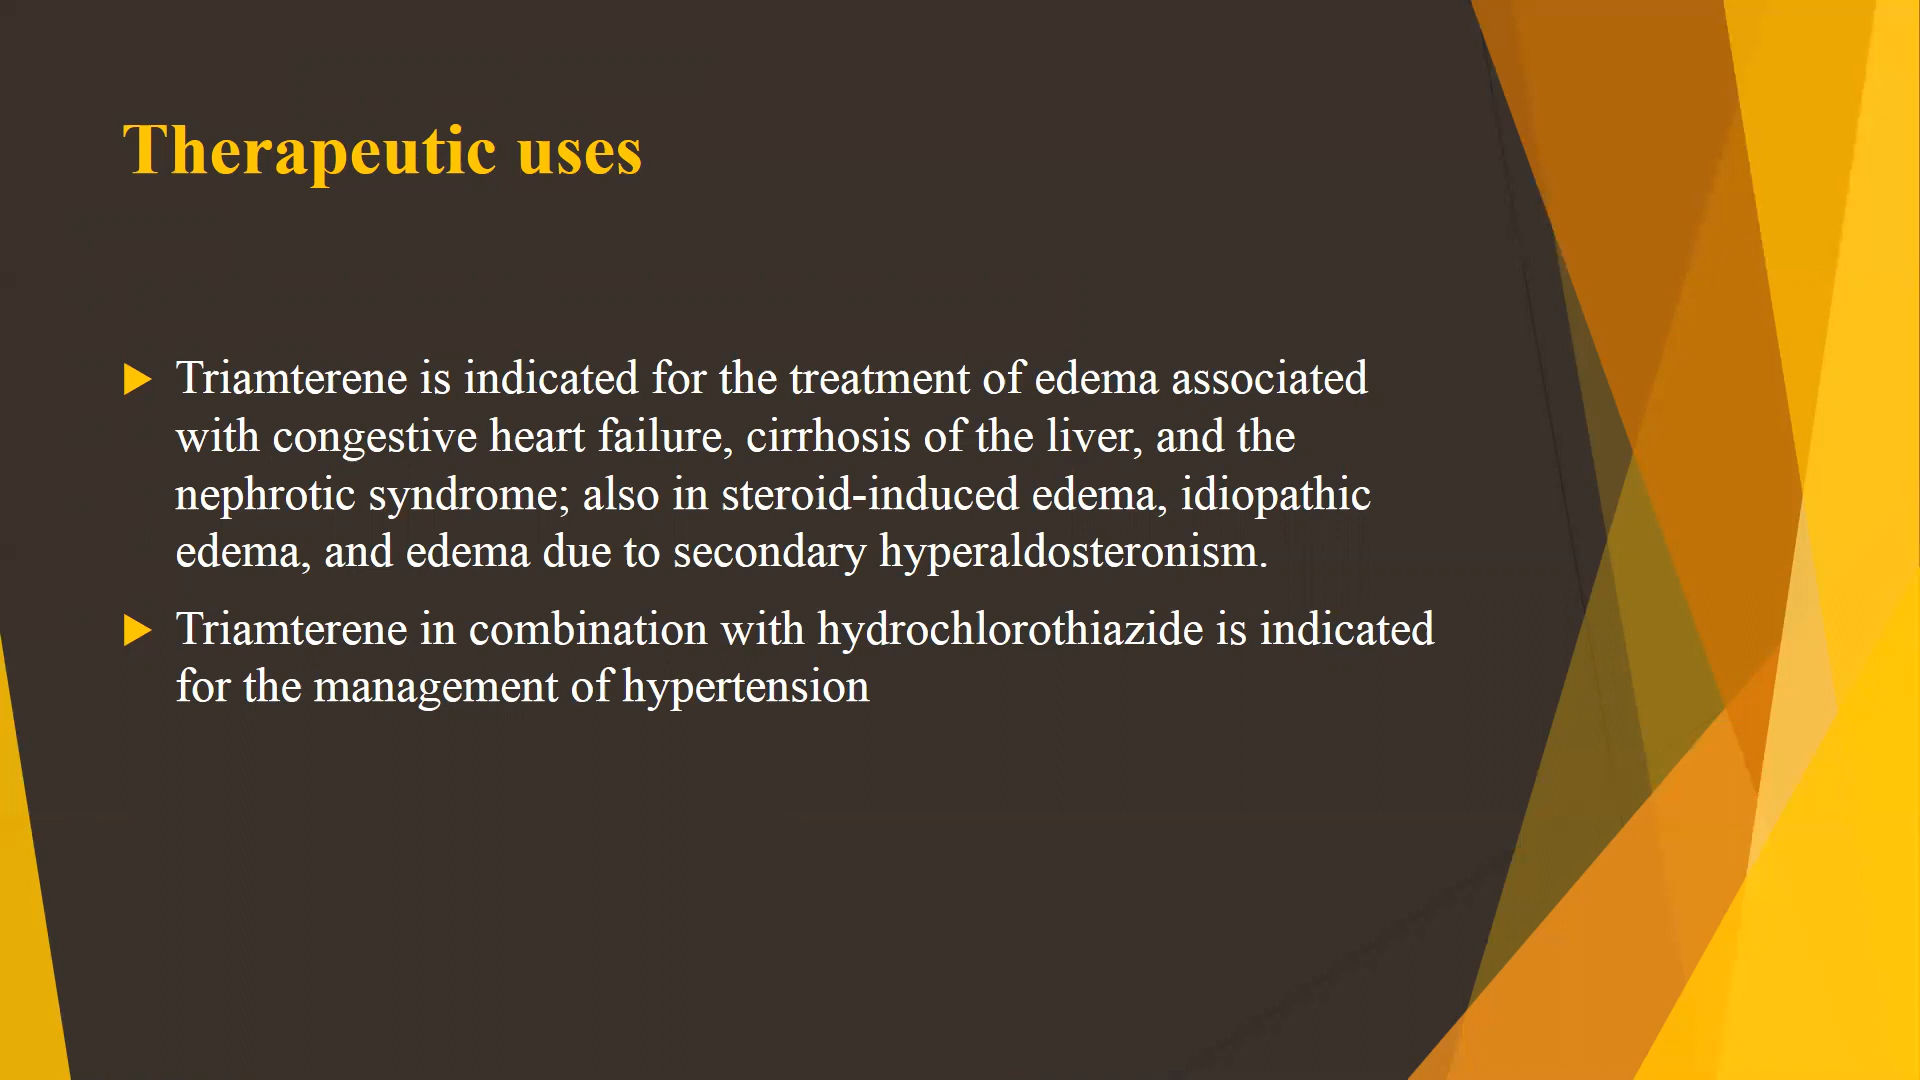 Therapeutic uses
Triamterene is indicated for the treatment of edema associated
with congestive heart failure, cirrhosis of the liver, and the
nephrotic syndrome; also in steroid-induced edema, idiopathic
edema, and edema due to secondary hyperaldosteronism.
Triamterene in combination with hydrochlorothiazide is indicated
for the management of hypertension